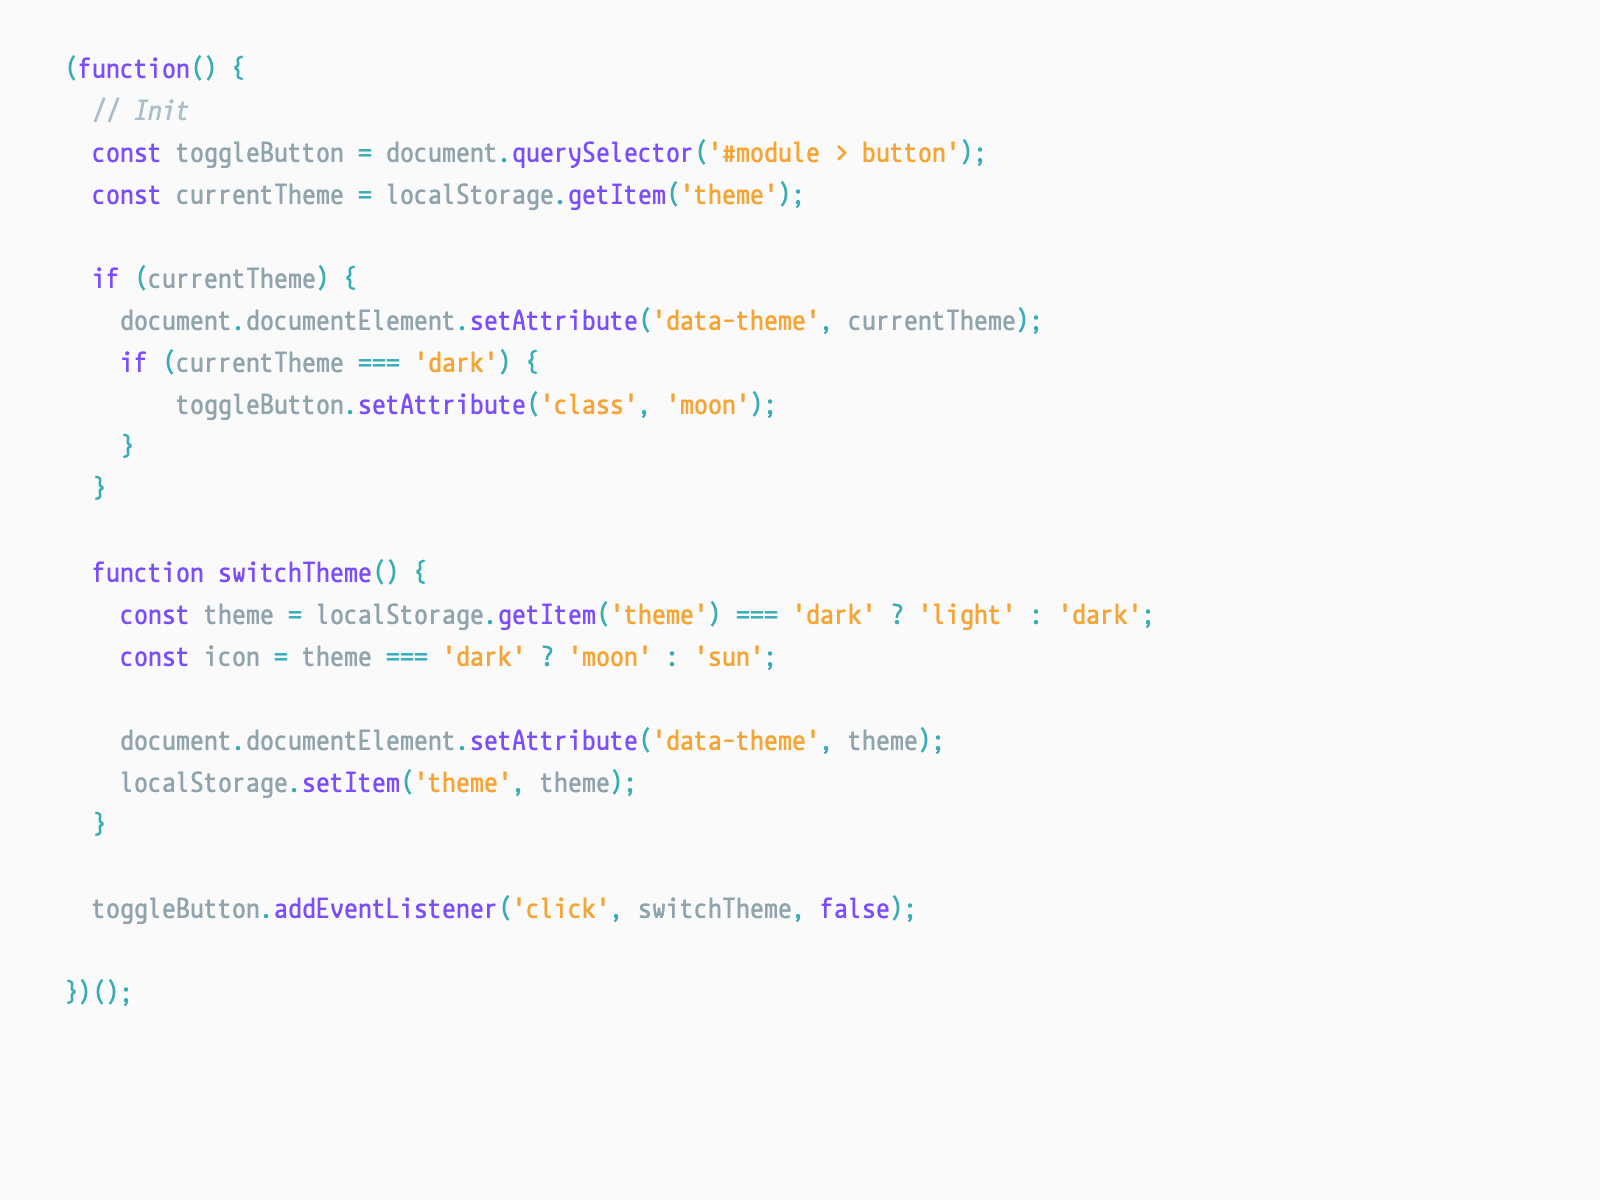 (function() {
  // Init
  const toggleButton = document.querySelector('#module > button');
  const currentTheme = localStorage.getItem('theme');

  if (currentTheme) {
    document.documentElement.setAttribute('data-theme', currentTheme);
    if (currentTheme === 'dark') {
        toggleButton.setAttribute('class', 'moon');
    }
  }

  function switchTheme() {
    const theme = localStorage.getItem('theme') === 'dark' ? 'light' : 'dark';
    const icon = theme === 'dark' ? 'moon' : 'sun';

    document.documentElement.setAttribute('data-theme', theme);
    localStorage.setItem('theme', theme);
  }

  toggleButton.addEventListener('click', switchTheme, false);

})();